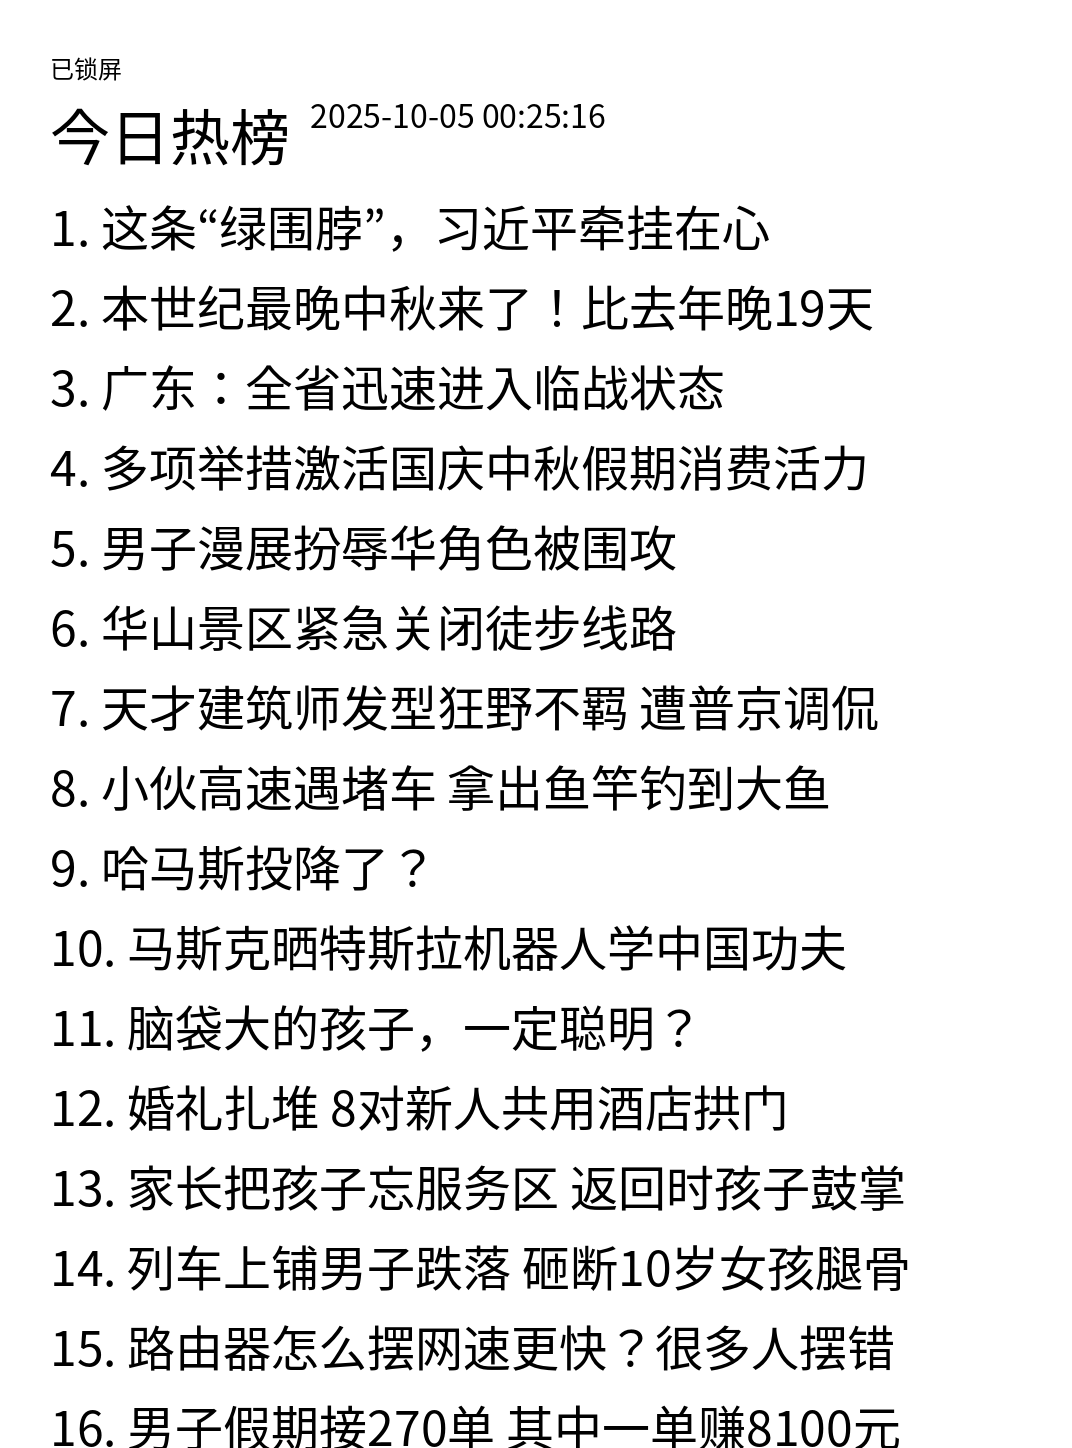 已锁屏
今日热榜 2025-10-05 00:25:16
1. 这条“绿围脖”，习近平牵挂在心
2. 本世纪最晚中秋来了！比去年晚19天
3. 广东：全省迅速进入临战状态
4. 多项举措激活国庆中秋假期消费活力
5. 男子漫展扮辱华角色被围攻
6. 华山景区紧急关闭徒步线路
7. 天才建筑师发型狂野不羁 遭普京调侃
8. 小伙高速遇堵车 拿出鱼竿钓到大鱼
9. 哈马斯投降了？
10. 马斯克晒特斯拉机器人学中国功夫
11. 脑袋大的孩子，一定聪明？
12. 婚礼扎堆 8对新人共用酒店拱门
13. 家长把孩子忘服务区 返回时孩子鼓掌
14. 列车上铺男子跌落 砸断10岁女孩腿骨
15. 路由器怎么摆网速更快？很多人摆错
16. 男子假期接270单 其中一单赚8100元